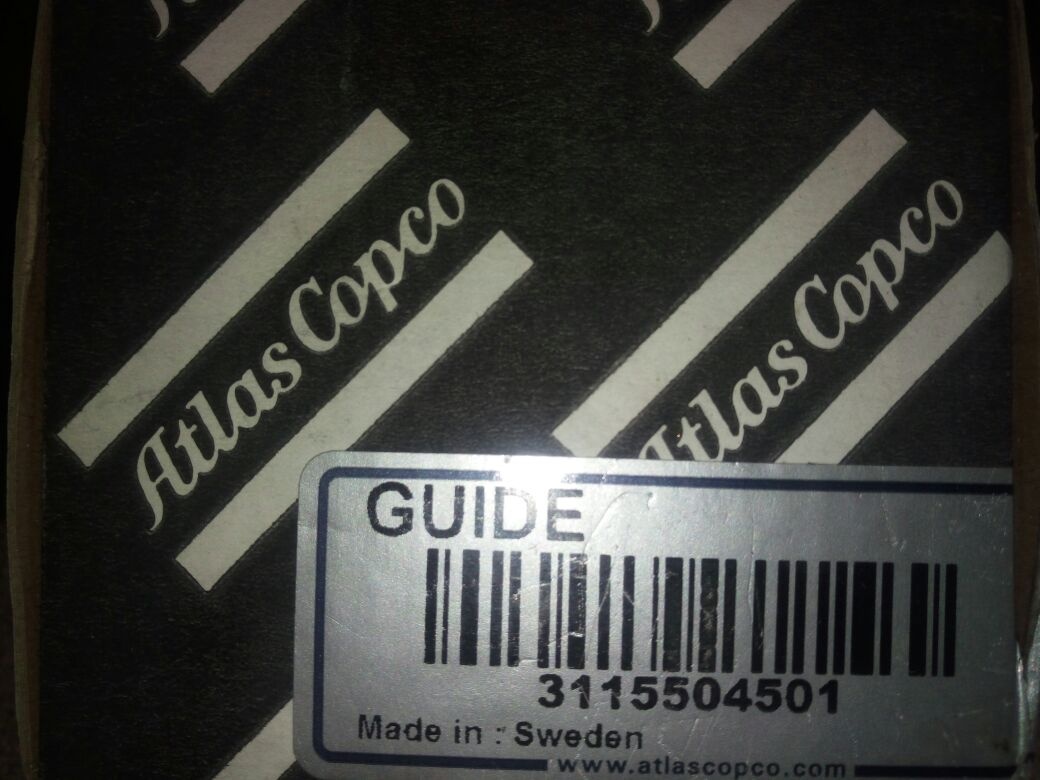 Atlas Copco
Atlas Copco
GUIDE
3115504501
Made in : Sweden
www.atlascopco.com